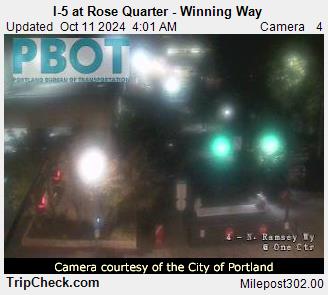 I-5 at Rose Quarter - Winning Way
Updated Oct 11 2024 4:01 AM Camera 4
PBOT
PORTLAND BUREAU OF TRANSPORTATION
4 - N. Ramsey Wy
@ One Ctr
Camera courtesy of the City of Portland
TripCheck.com Milepost302.00